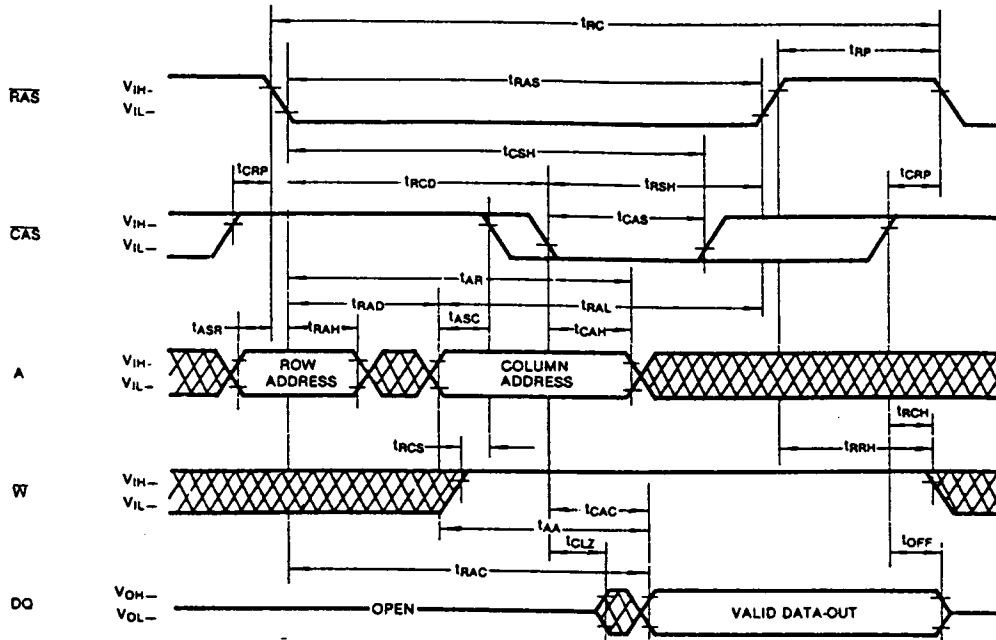 tRC
tRP
tRAS
R̅A̅S̅
VIH-
VIL-
tCSH
tCRP
tRCD
tRSH
tCRP
tCAS
C̅A̅S̅
VIH-
VIL-
tAR
tRAD
tRAL
tASC
tASR
tRAH
tCAH
A
VIH-
VIL-
ROW ADDRESS
COLUMN ADDRESS
tRCH
tRCS
tRRH
W̅
VIH-
VIL-
tCAC
tAA
tCLZ
tOFF
tRAC
DQ
VOH-
VOL-
OPEN
VALID DATA-OUT